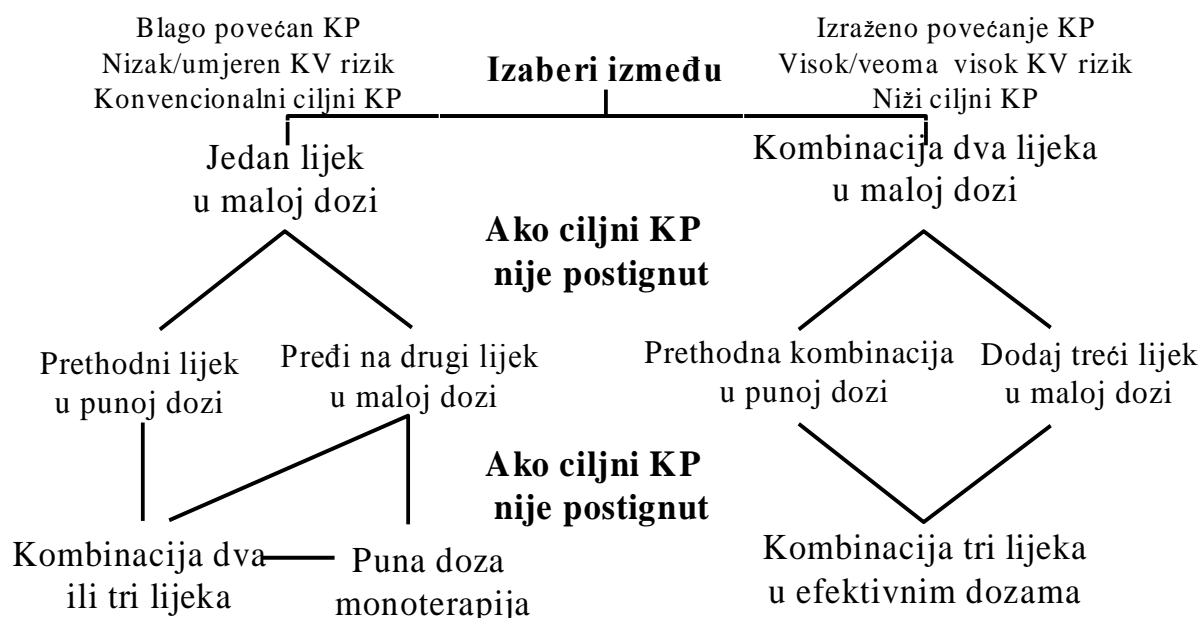 Blago povećan KP
Nizak/umjeren KV rizik
Konvencionalni ciljni KP
Izaberi između
Izraženo povećanje KP
Visok/veoma visok KV rizik
Niži ciljni KP
Jedan lijek
u maloj dozi
Kombinacija dva lijeka
u maloj dozi
Ako ciljni KP
nije postignut
Prethodni lijek
u punoj dozi
Pređi na drugi lijek
u maloj dozi
Prethodna kombinacija
u punoj dozi
Dodaj treći lijek
u maloj dozi
Ako ciljni KP
nije postignut
Kombinacija dva
ili tri lijeka
Puna doza
monoterapija
Kombinacija tri lijeka
u efektivnim dozama